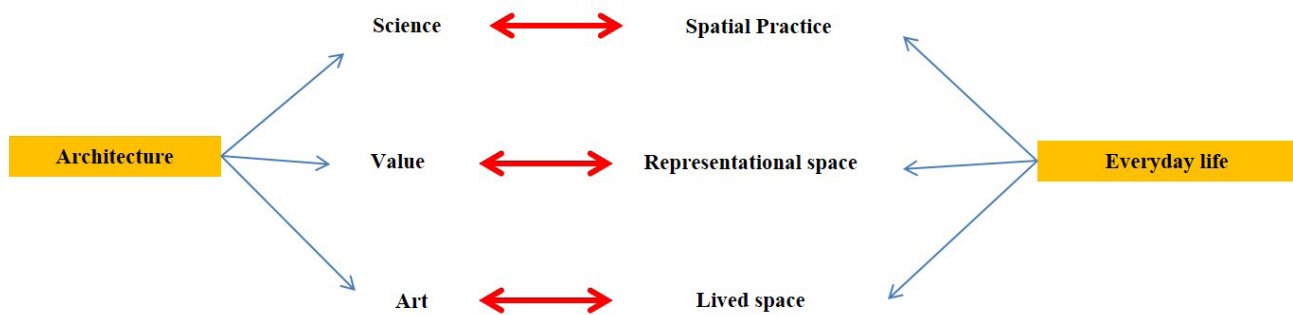 Science
Spatial Practice
Architecture
Value
Representational space
Everyday life
Art
Lived space